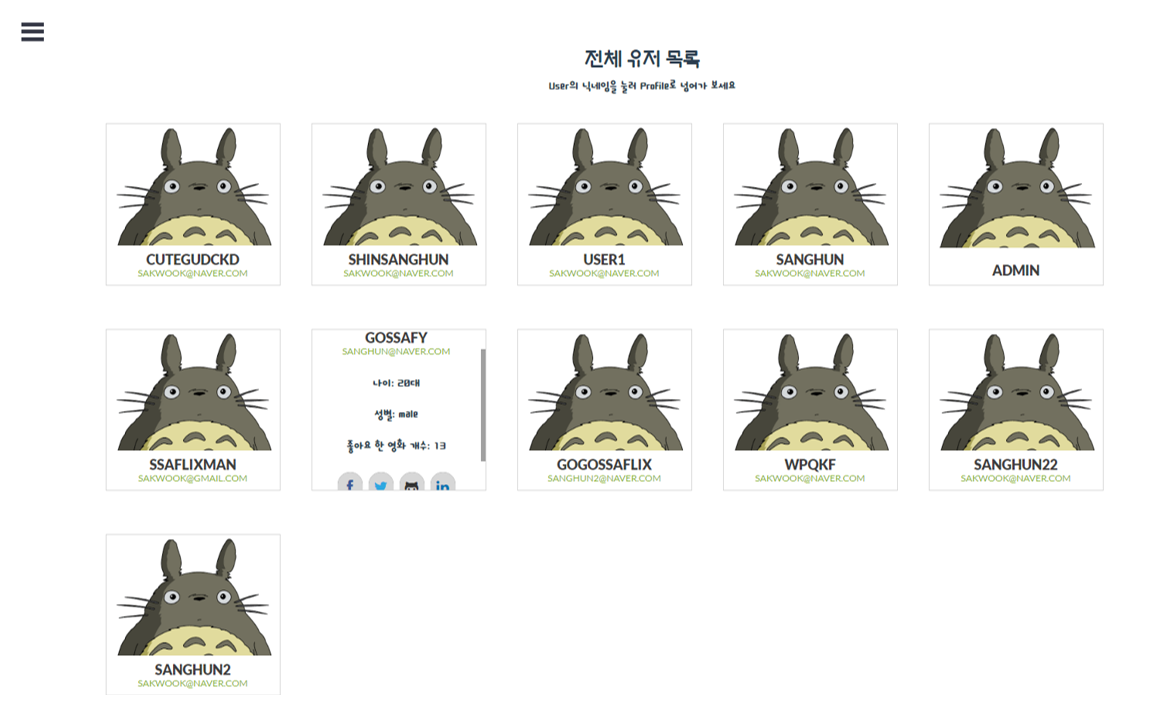 전체 유저 목록
User의 닉네임을 눌러 Profile로 넘어가 보세요
CUTEGUDCKD
SAKWOOK@NAVER.COM
SHINSANGHUN
SAKWOOK@NAVER.COM
USER1
SAKWOOK@NAVER.COM
SANGHUN
SAKWOOK@NAVER.COM
ADMIN
SSAFLIXMAN
SAKWOOK@GMAIL.COM
GOSSAFY
SANGHUN@NAVER.COM
나이: 20대
성별: male
좋아요 한 영화 개수: 13
GOGOSSAFLIX
SANGHUN2@NAVER.COM
WPQKF
SAKWOOK@NAVER.COM
SANGHUN22
SAKWOOK@NAVER.COM
SANGHUN2
SAKWOOK@NAVER.COM